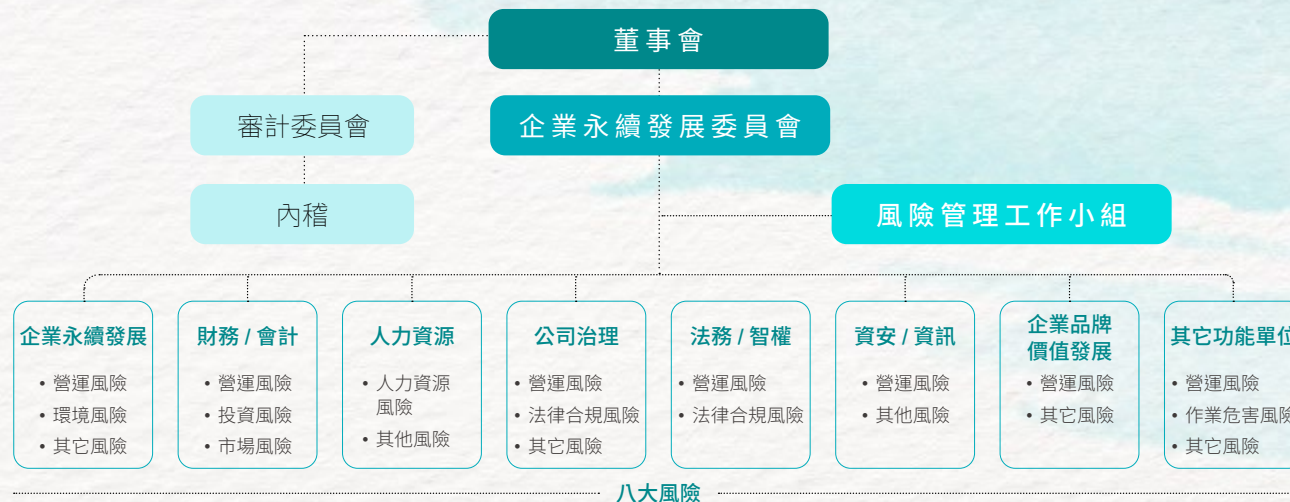 董事會
審計委員會
企業永續發展委員會
內稽
風險管理工作小組
企業永續發展
• 營運風險
• 環境風險
• 其它風險
財務 / 會計
• 營運風險
• 投資風險
• 市場風險
人力資源
• 人力資源
風險
• 其他風險
公司治理
• 營運風險
• 法律合規風險
• 其它風險
法務 / 智權
• 營運風險
• 法律合規風險
資安 / 資訊
• 營運風險
• 其他風險
企業品牌
價值發展
• 營運風險
• 其它風險
其它功能單位
• 營運風險
• 作業危害風險
• 其它風險
八大風險